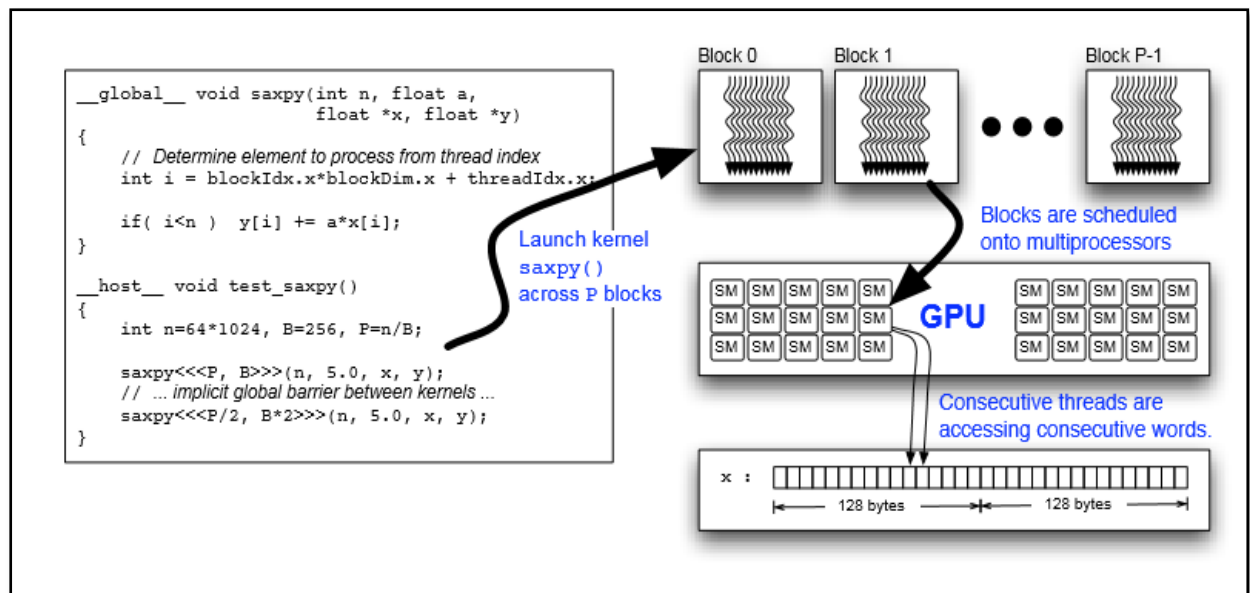 __global__ void saxpy(int n, float a,
float *x, float *y)
{
// Determine element to process from thread index
int i = blockIdx.x*blockDim.x + threadIdx.x;
if( i<n )  y[i] += a*x[i];
}
__host__ void test_saxpy()
{
int n=64*1024, B=256, P=n/B;
saxpy<<<P, B>>>(n, 5.0, x, y);
// ... implicit global barrier between kernels ...
saxpy<<<P/2, B*2>>>(n, 5.0, x, y);
}
Launch kernel
saxpy()
across P blocks
Block 0 Block 1 Block P-1
Blocks are scheduled
onto multiprocessors
SM SM SM SM SM SM SM SM SM SM
SM SM SM SM SM GPU SM SM SM SM SM
SM SM SM SM SM SM SM SM SM SM
Consecutive threads are
accessing consecutive words.
x :
128 bytes 128 bytes